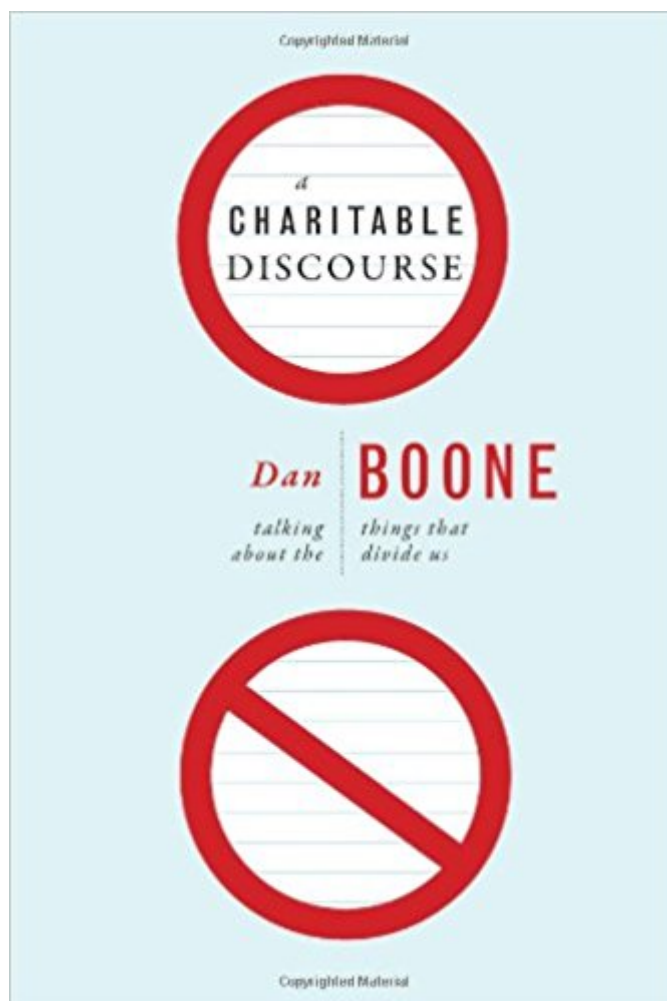 Copyrighted Material
a
CHARITABLE
DISCOURSE
Dan BOONE
talking things that
about the divide us
Copyrighted Material